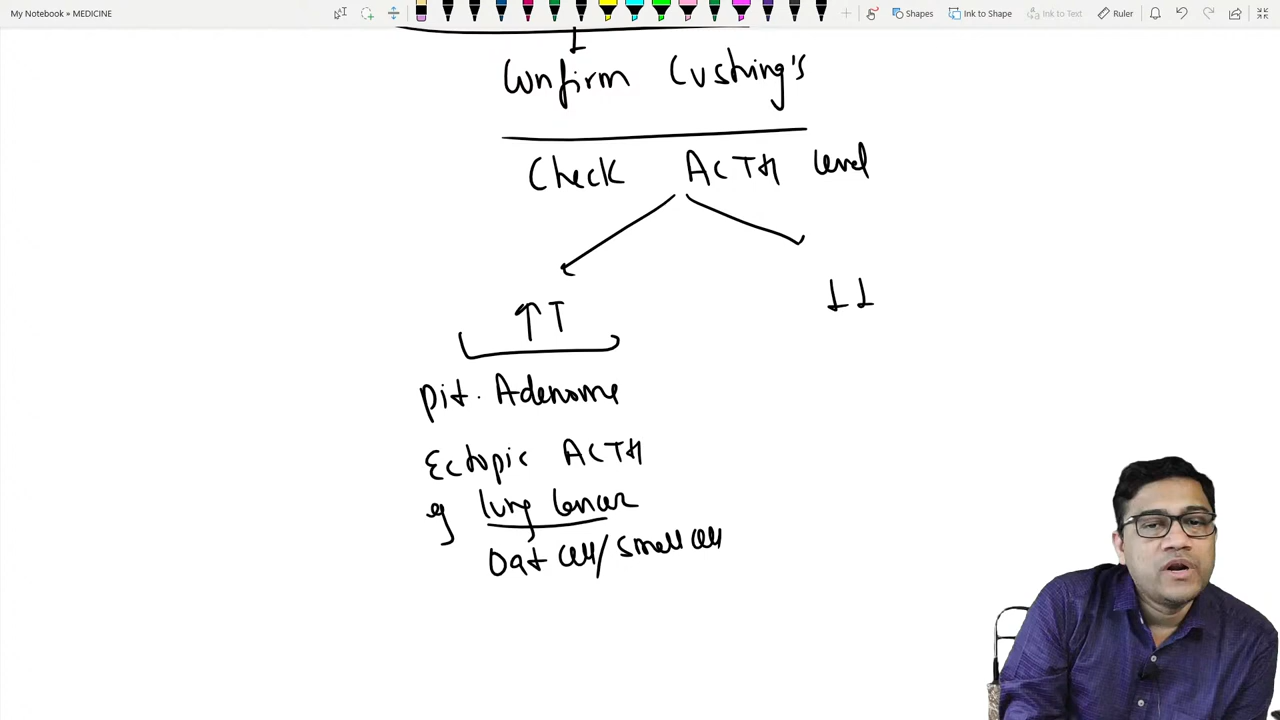 My Notebook » MEDICINE
Shapes Ink to Shape Ink to Text Ruler
Confirm Cushing's
Check ACTH level
↑↑ ↓↓
pit. Adenoma
Ectopic ACTH
eg lung cancer
Oat cell/small cell